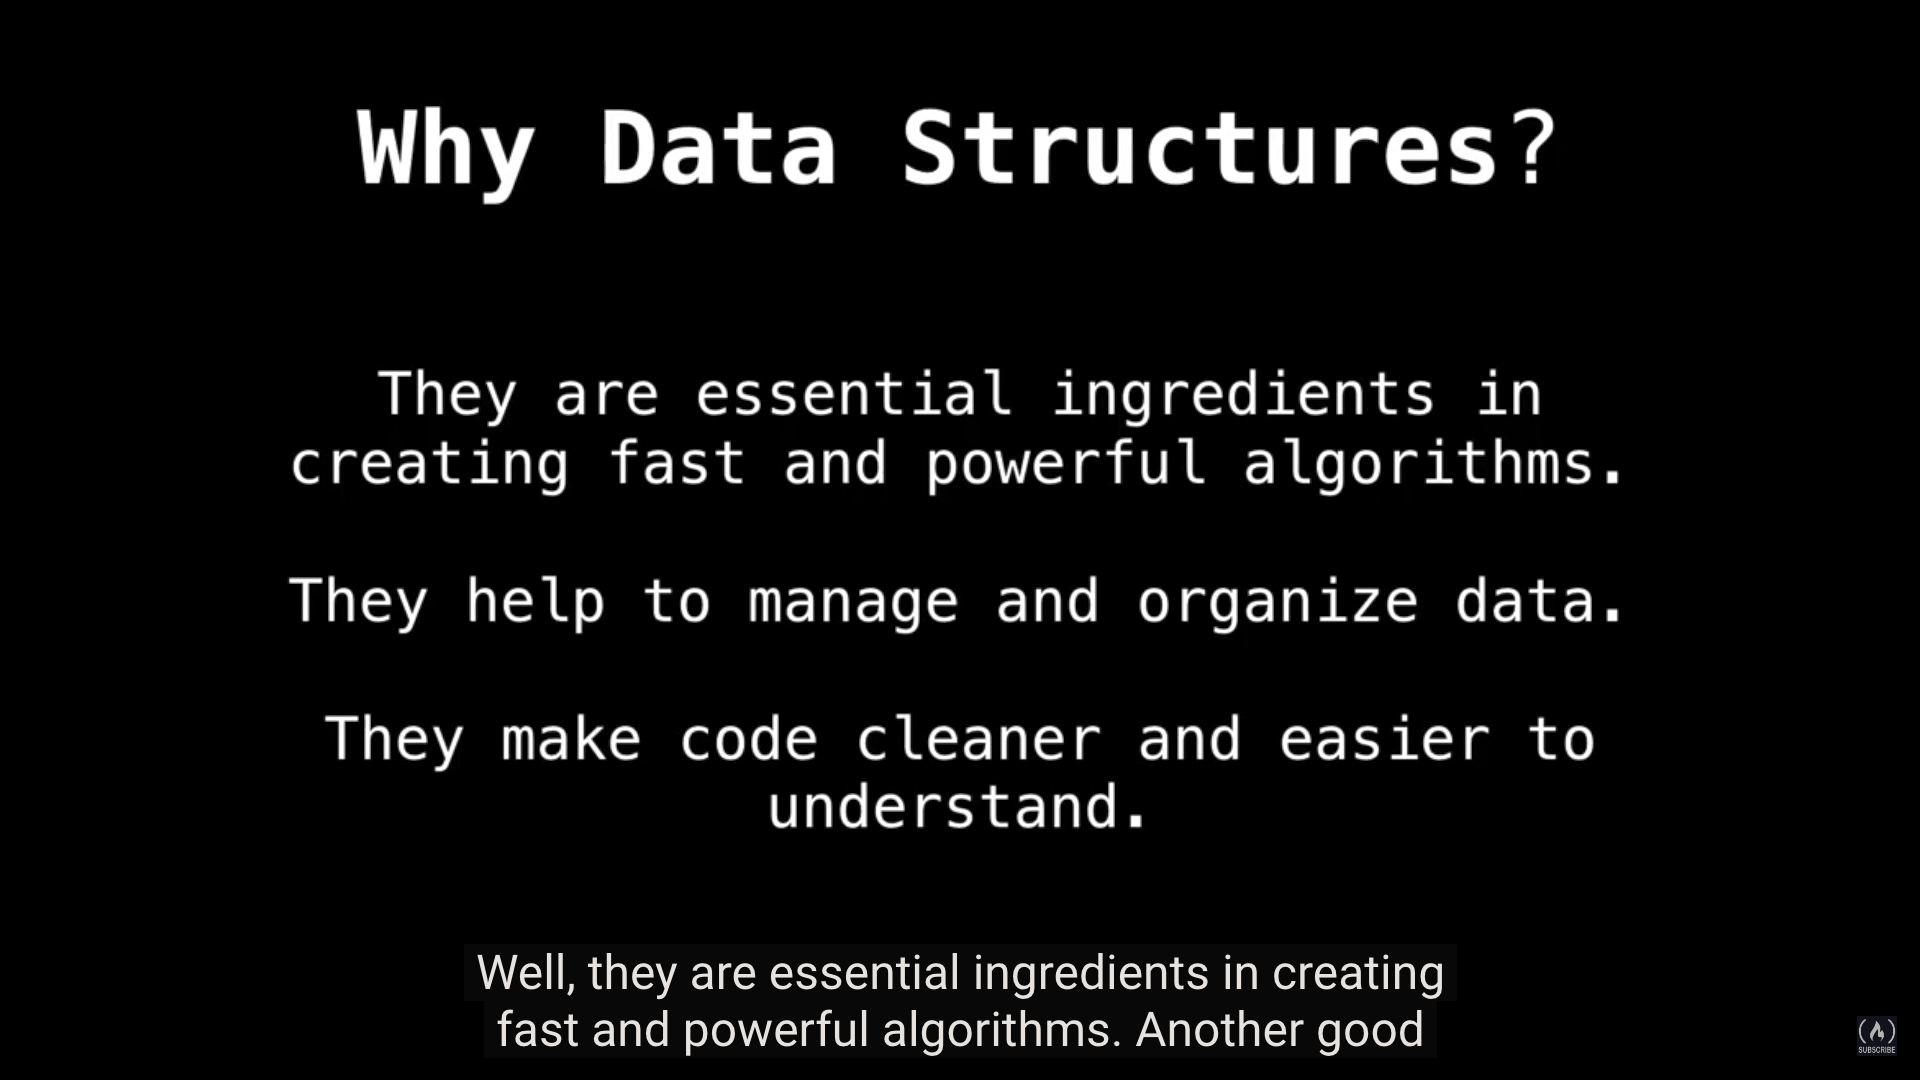 Why Data Structures?
They are essential ingredients in
creating fast and powerful algorithms.
They help to manage and organize data.
They make code cleaner and easier to
understand.
Well, they are essential ingredients in creating
fast and powerful algorithms. Another good
SUBSCRIBE